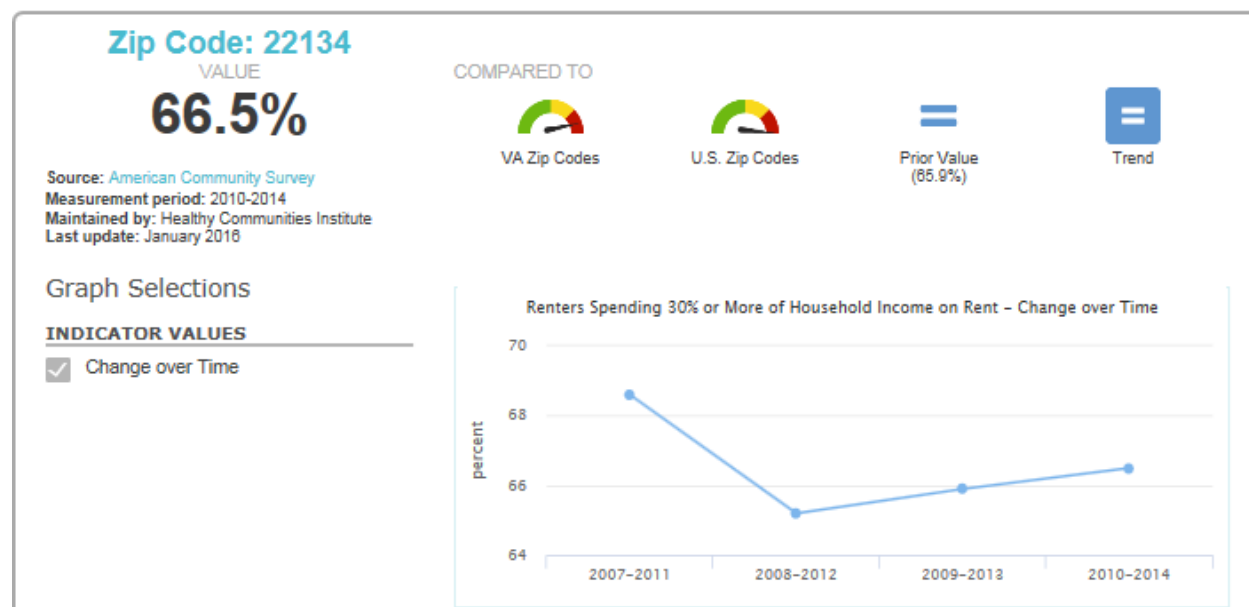 Zip Code: 22134
VALUE
66.5%
Source: American Community Survey
Measurement period: 2010-2014
Maintained by: Healthy Communities Institute
Last update: January 2016
COMPARED TO
VA Zip Codes
U.S. Zip Codes
Prior Value
(65.9%)
Trend
Graph Selections
INDICATOR VALUES
Change over Time
Renters Spending 30% or More of Household Income on Rent - Change over Time
percent
70
68
66
64
2007-2011
2008-2012
2009-2013
2010-2014